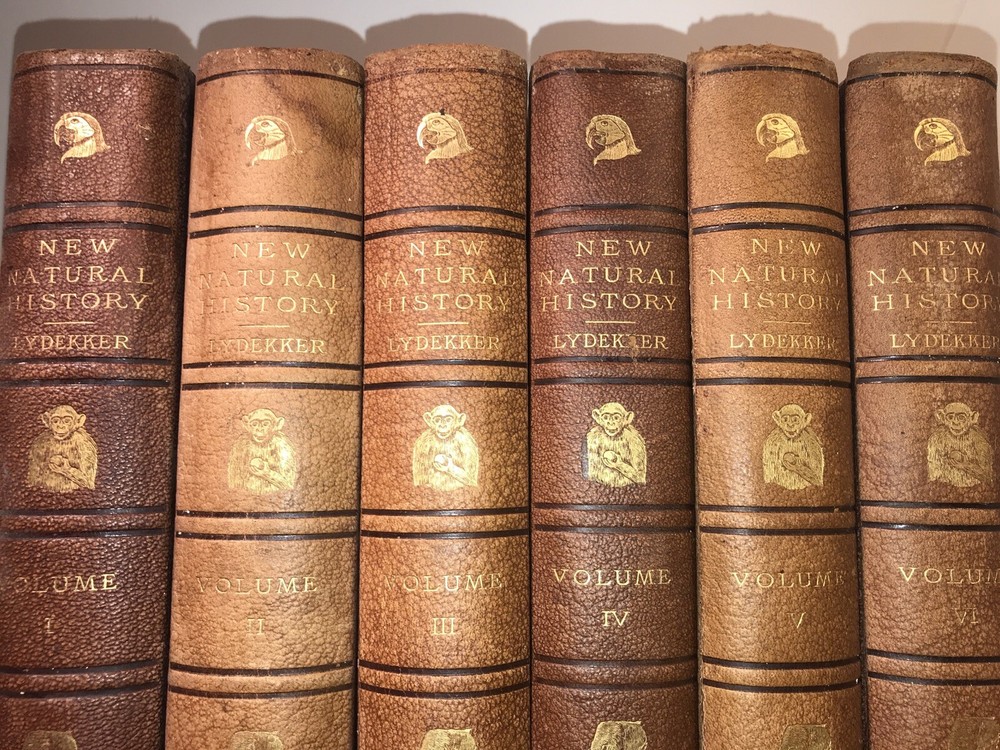 NEW
NATURAL
HISTORY
LYDEKKER
VOLUME
I
NEW
NATURAL
HISTORY
LYDEKKER
VOLUME
II
NEW
NATURAL
HISTORY
LYDEKKER
VOLUME
III
NEW
NATURAL
HISTORY
LYDEKKER
VOLUME
IV
NEW
NATURAL
HISTORY
LYDEKKER
VOLUME
V
NEW
NATURAL
HISTORY
LYDEKKER
VOLUME
VI